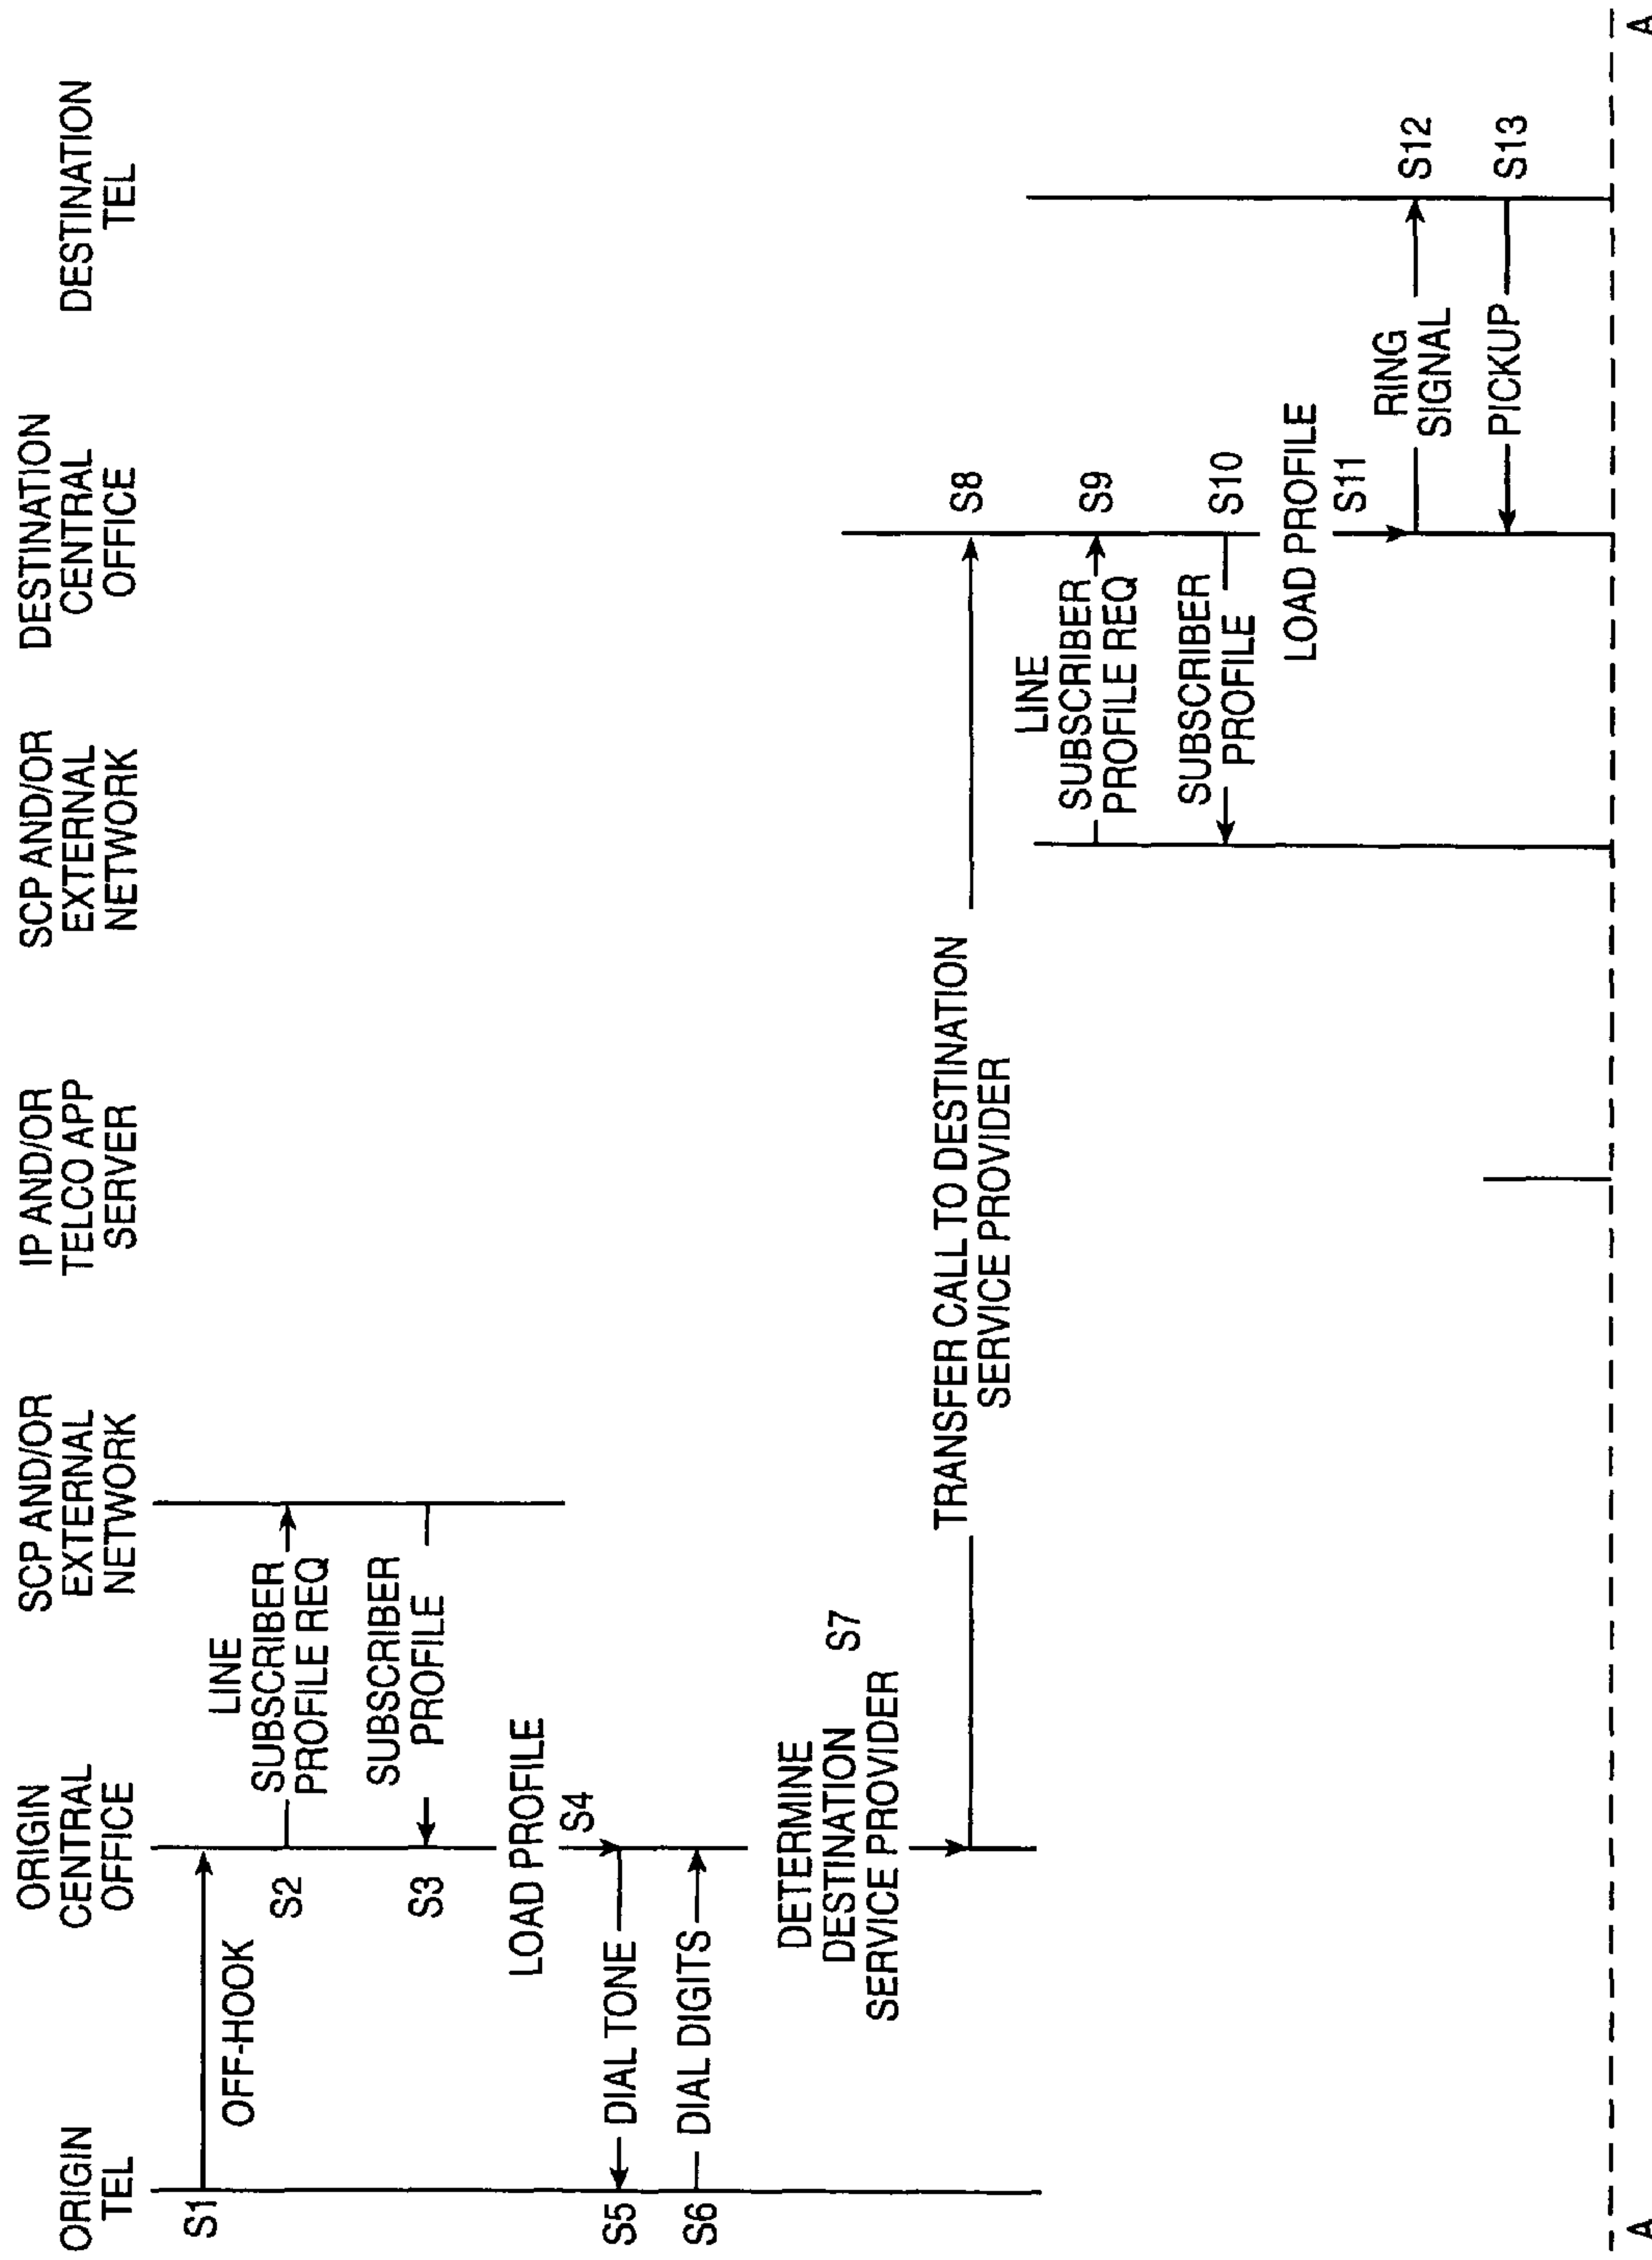 ORIGIN
TEL
ORIGIN
CENTRAL
OFFICE
SCP AND/OR
EXTERNAL
NETWORK
IP AND/OR
TELCO APP
SERVER
SCP AND/OR
EXTERNAL
NETWORK
DESTINATION
CENTRAL
OFFICE
DESTINATION
TEL
S1
OFF-HOOK
S2
LINE
SUBSCRIBER
PROFILE REQ
S3
SUBSCRIBER
PROFILE
LOAD PROFILE
S4
S5
DIAL TONE
S6
DIAL DIGITS
DETERMINE
DESTINATION
SERVICE PROVIDER
S7
TRANSFER CALL TO DESTINATION
SERVICE PROVIDER
S8
LINE
SUBSCRIBER
PROFILE REQ
S9
SUBSCRIBER
PROFILE
S10
LOAD PROFILE
S11
RING
SIGNAL
S12
PICKUP
S13
A
A